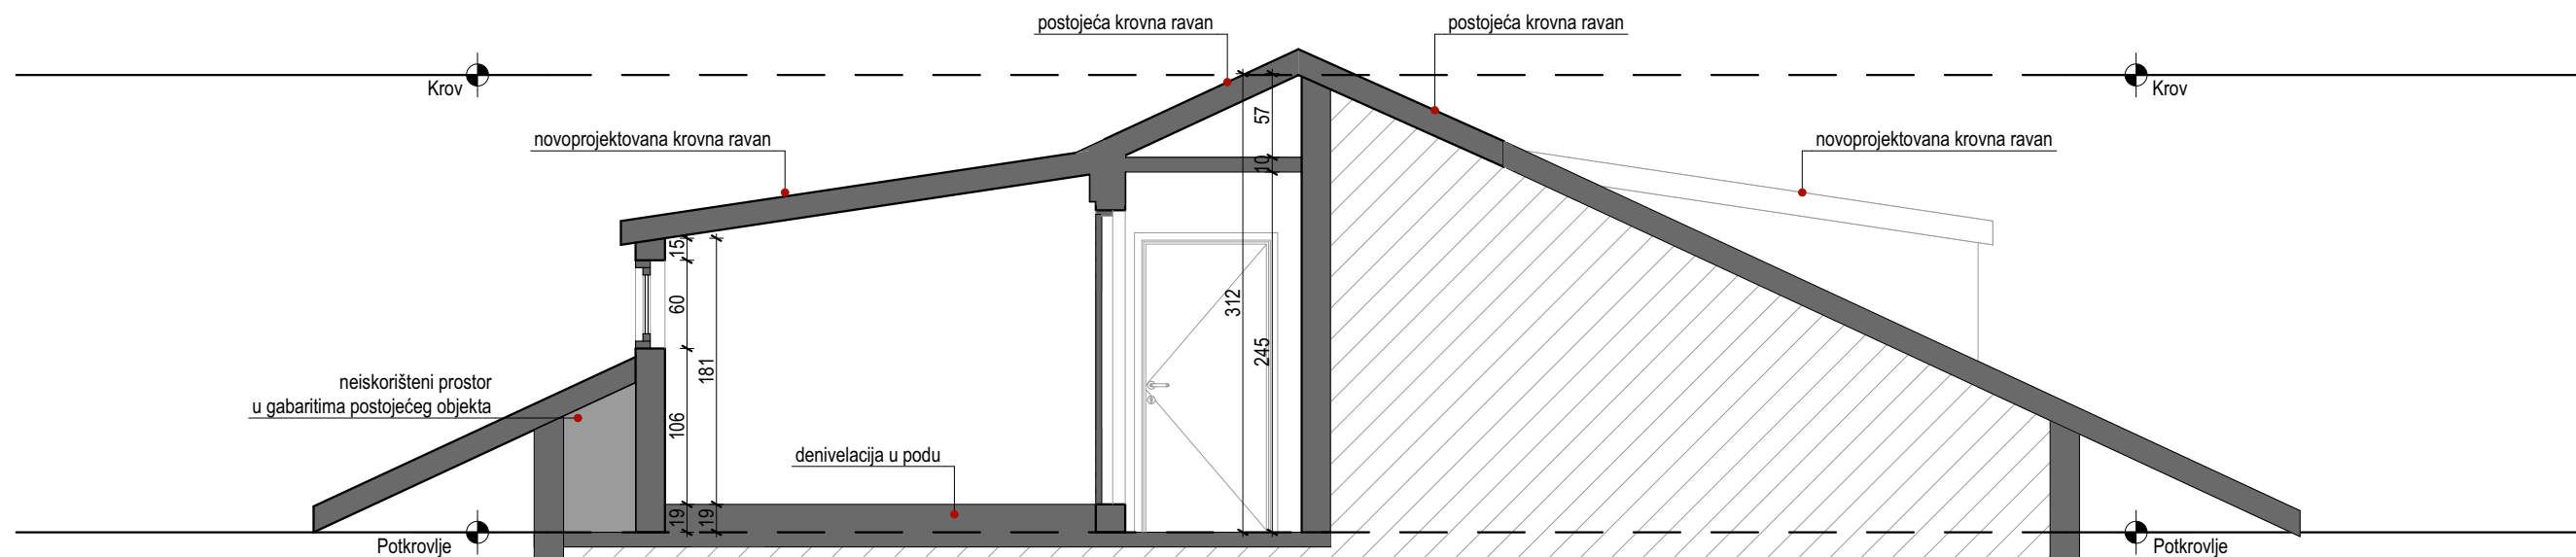 postojeća krovna ravan
postojeća krovna ravan
Krov
Krov
57
novoprojektovana krovna ravan
novoprojektovana krovna ravan
10
15
60
312
245
181
neiskorišteni prostor
u gabaritima postojećeg objekta
106
denivelacija u podu
19
19
Potkrovlje
Potkrovlje